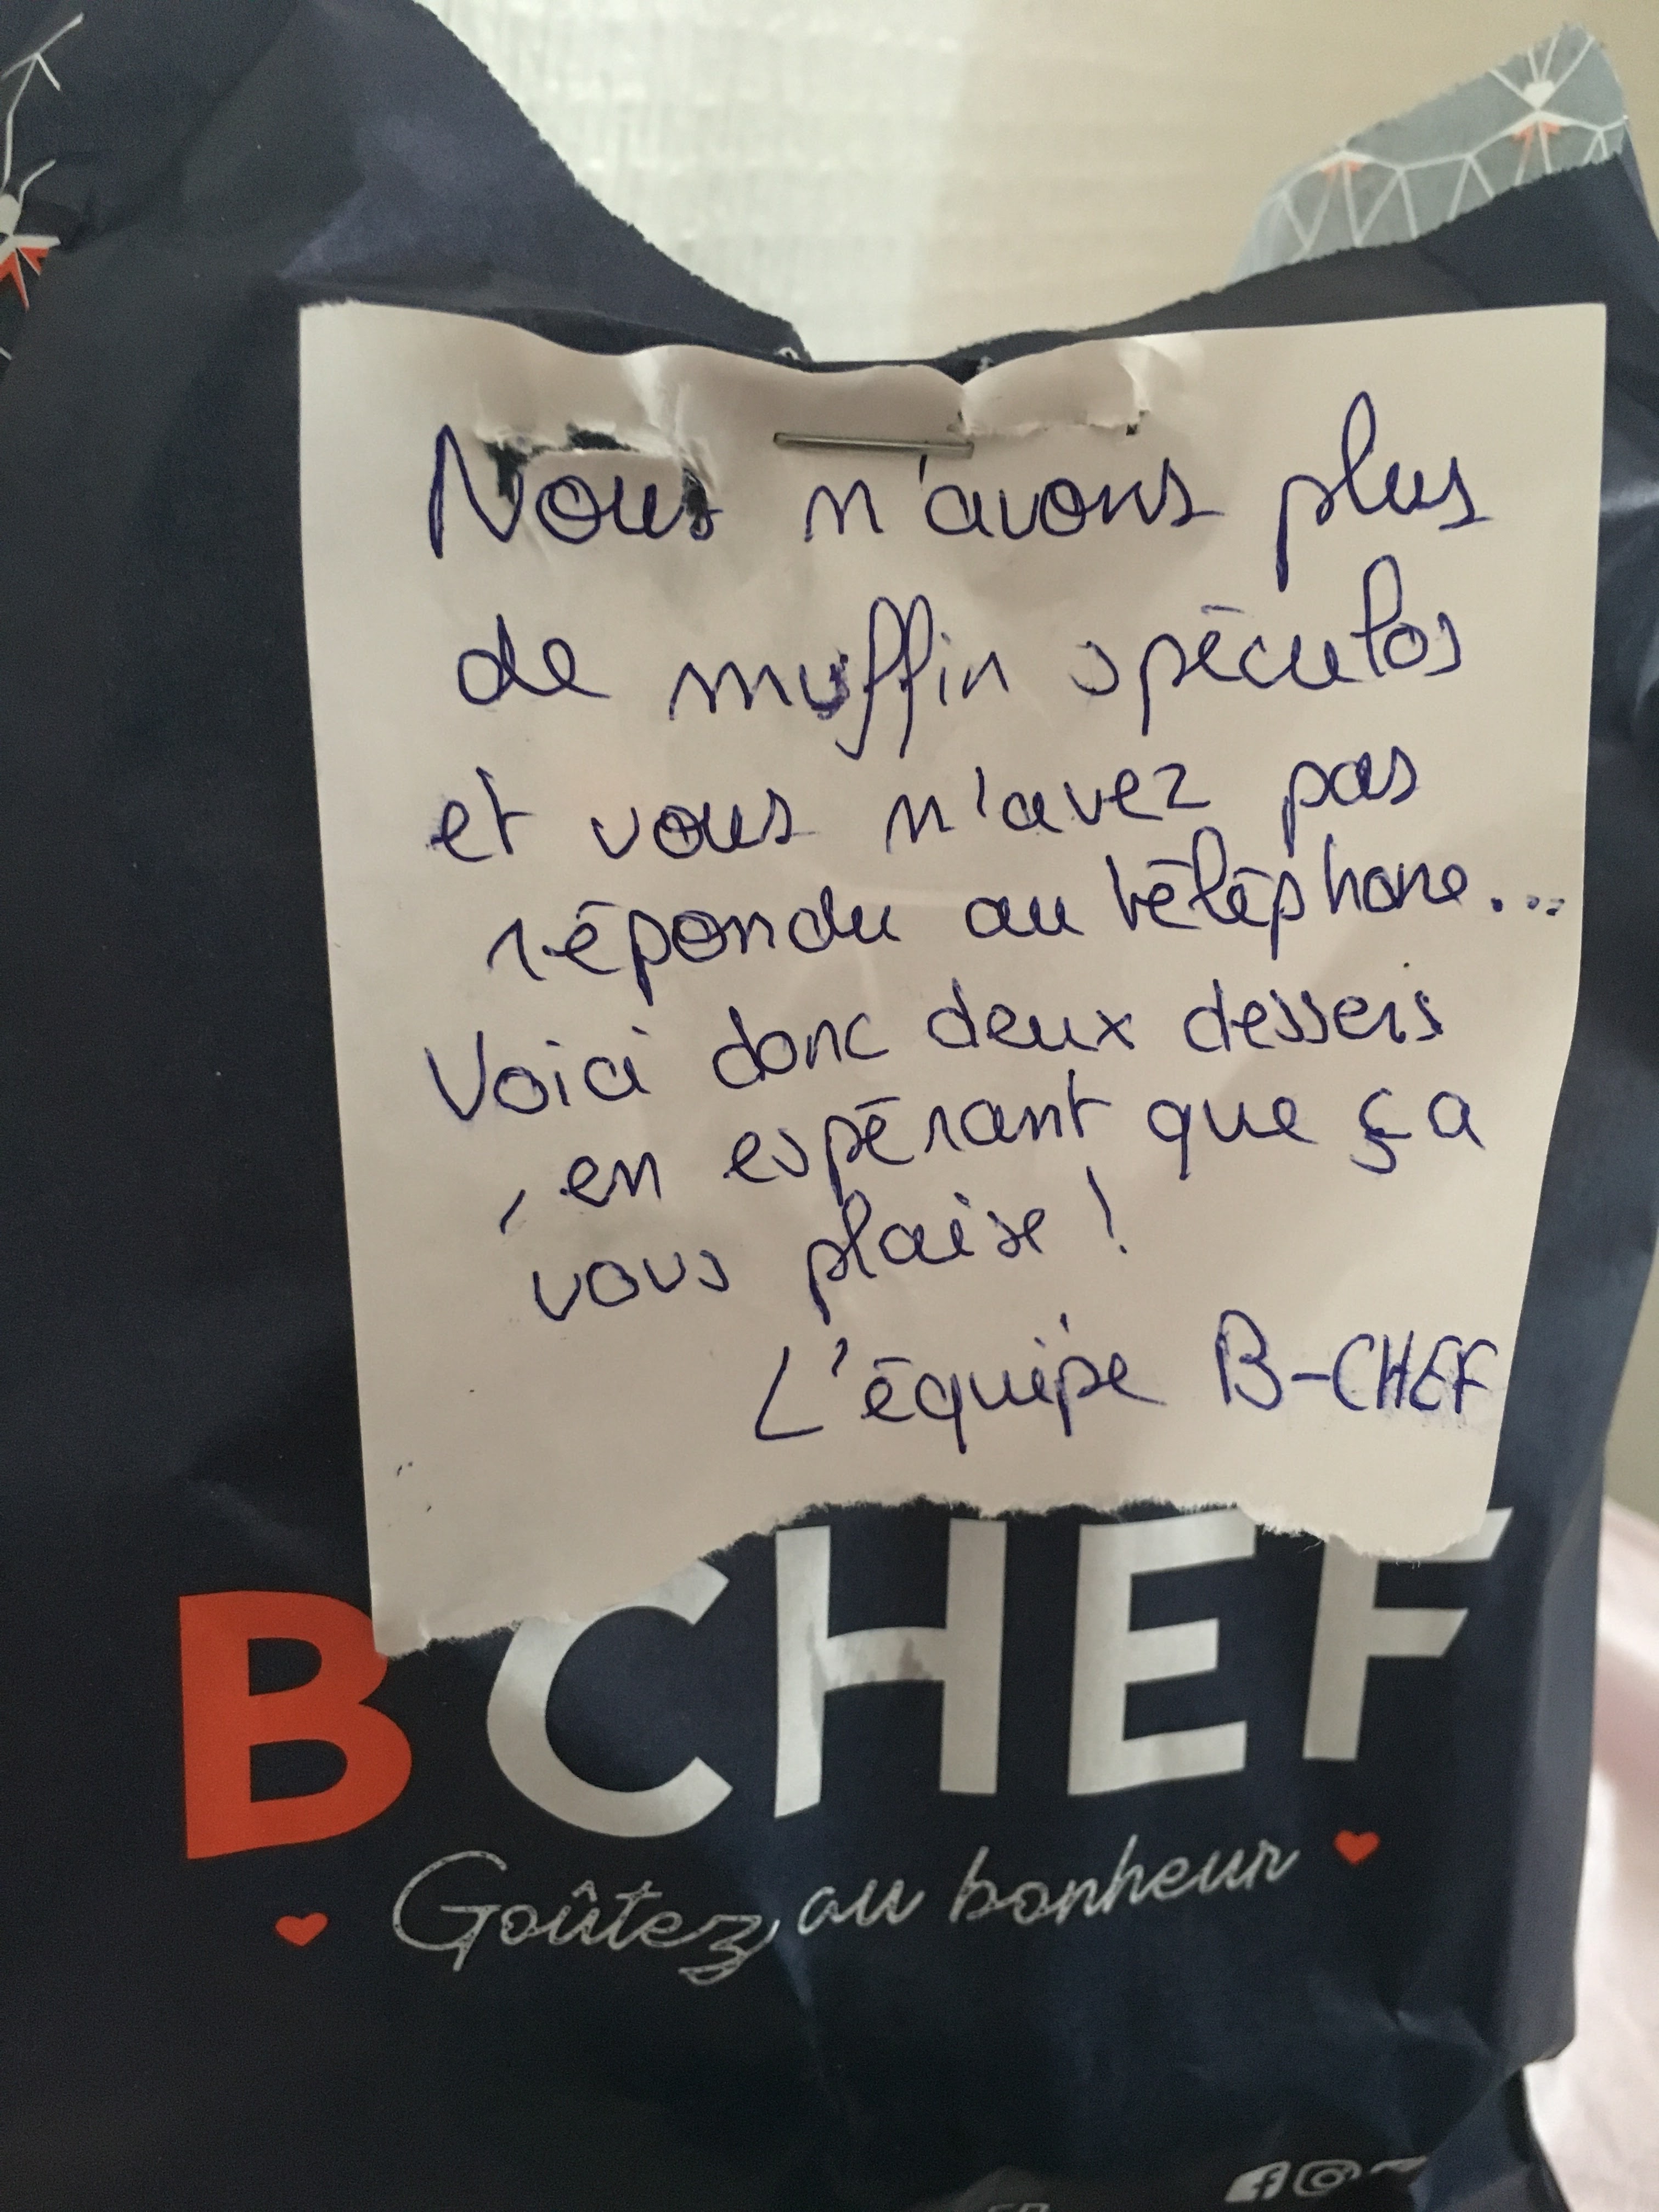 Nous n'avons plus
de muffin spéculos
et vous n'avez pas
répondu au téléphone...
Voici donc deux desserts
, en espérant que ça
vous plaise !
L'équipe B-CHEF
B CHEF
Goûtez au bonheur